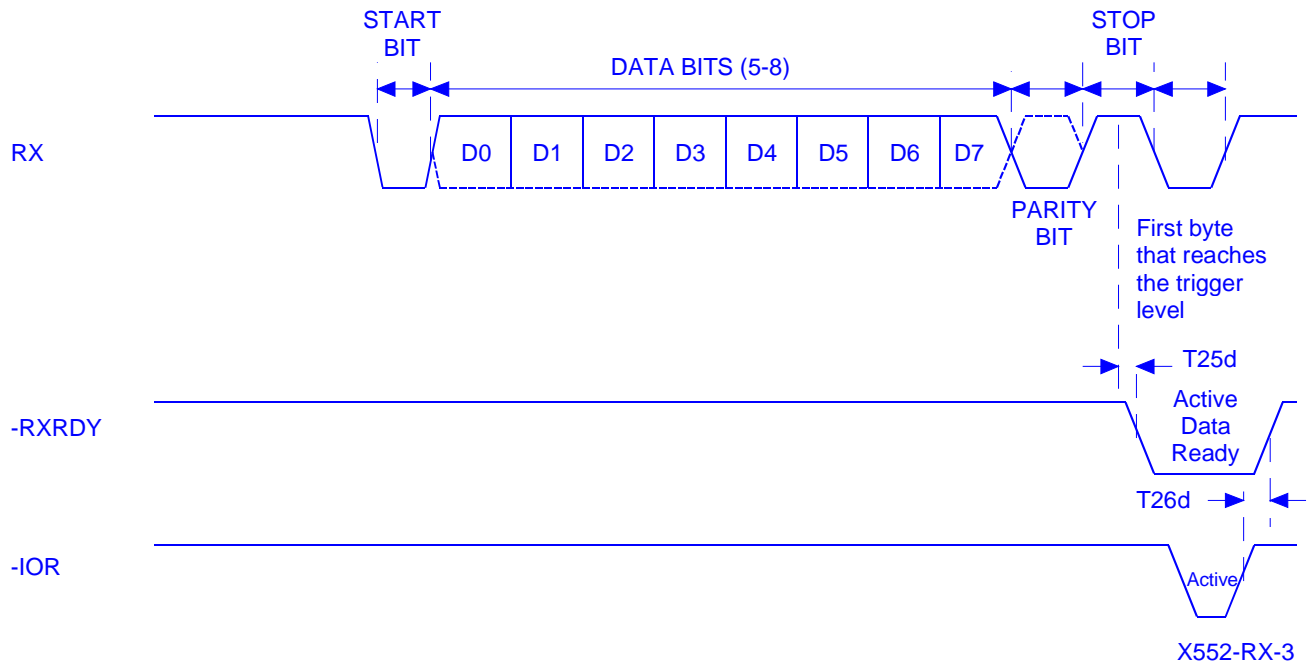 START
BIT
STOP
BIT
DATA BITS (5-8)
RX
D0 D1 D2 D3 D4 D5 D6 D7
PARITY
BIT
First byte
that reaches
the trigger
level
T25d
-RXRDY
Active
Data
Ready
T26d
-IOR
Active
X552-RX-3